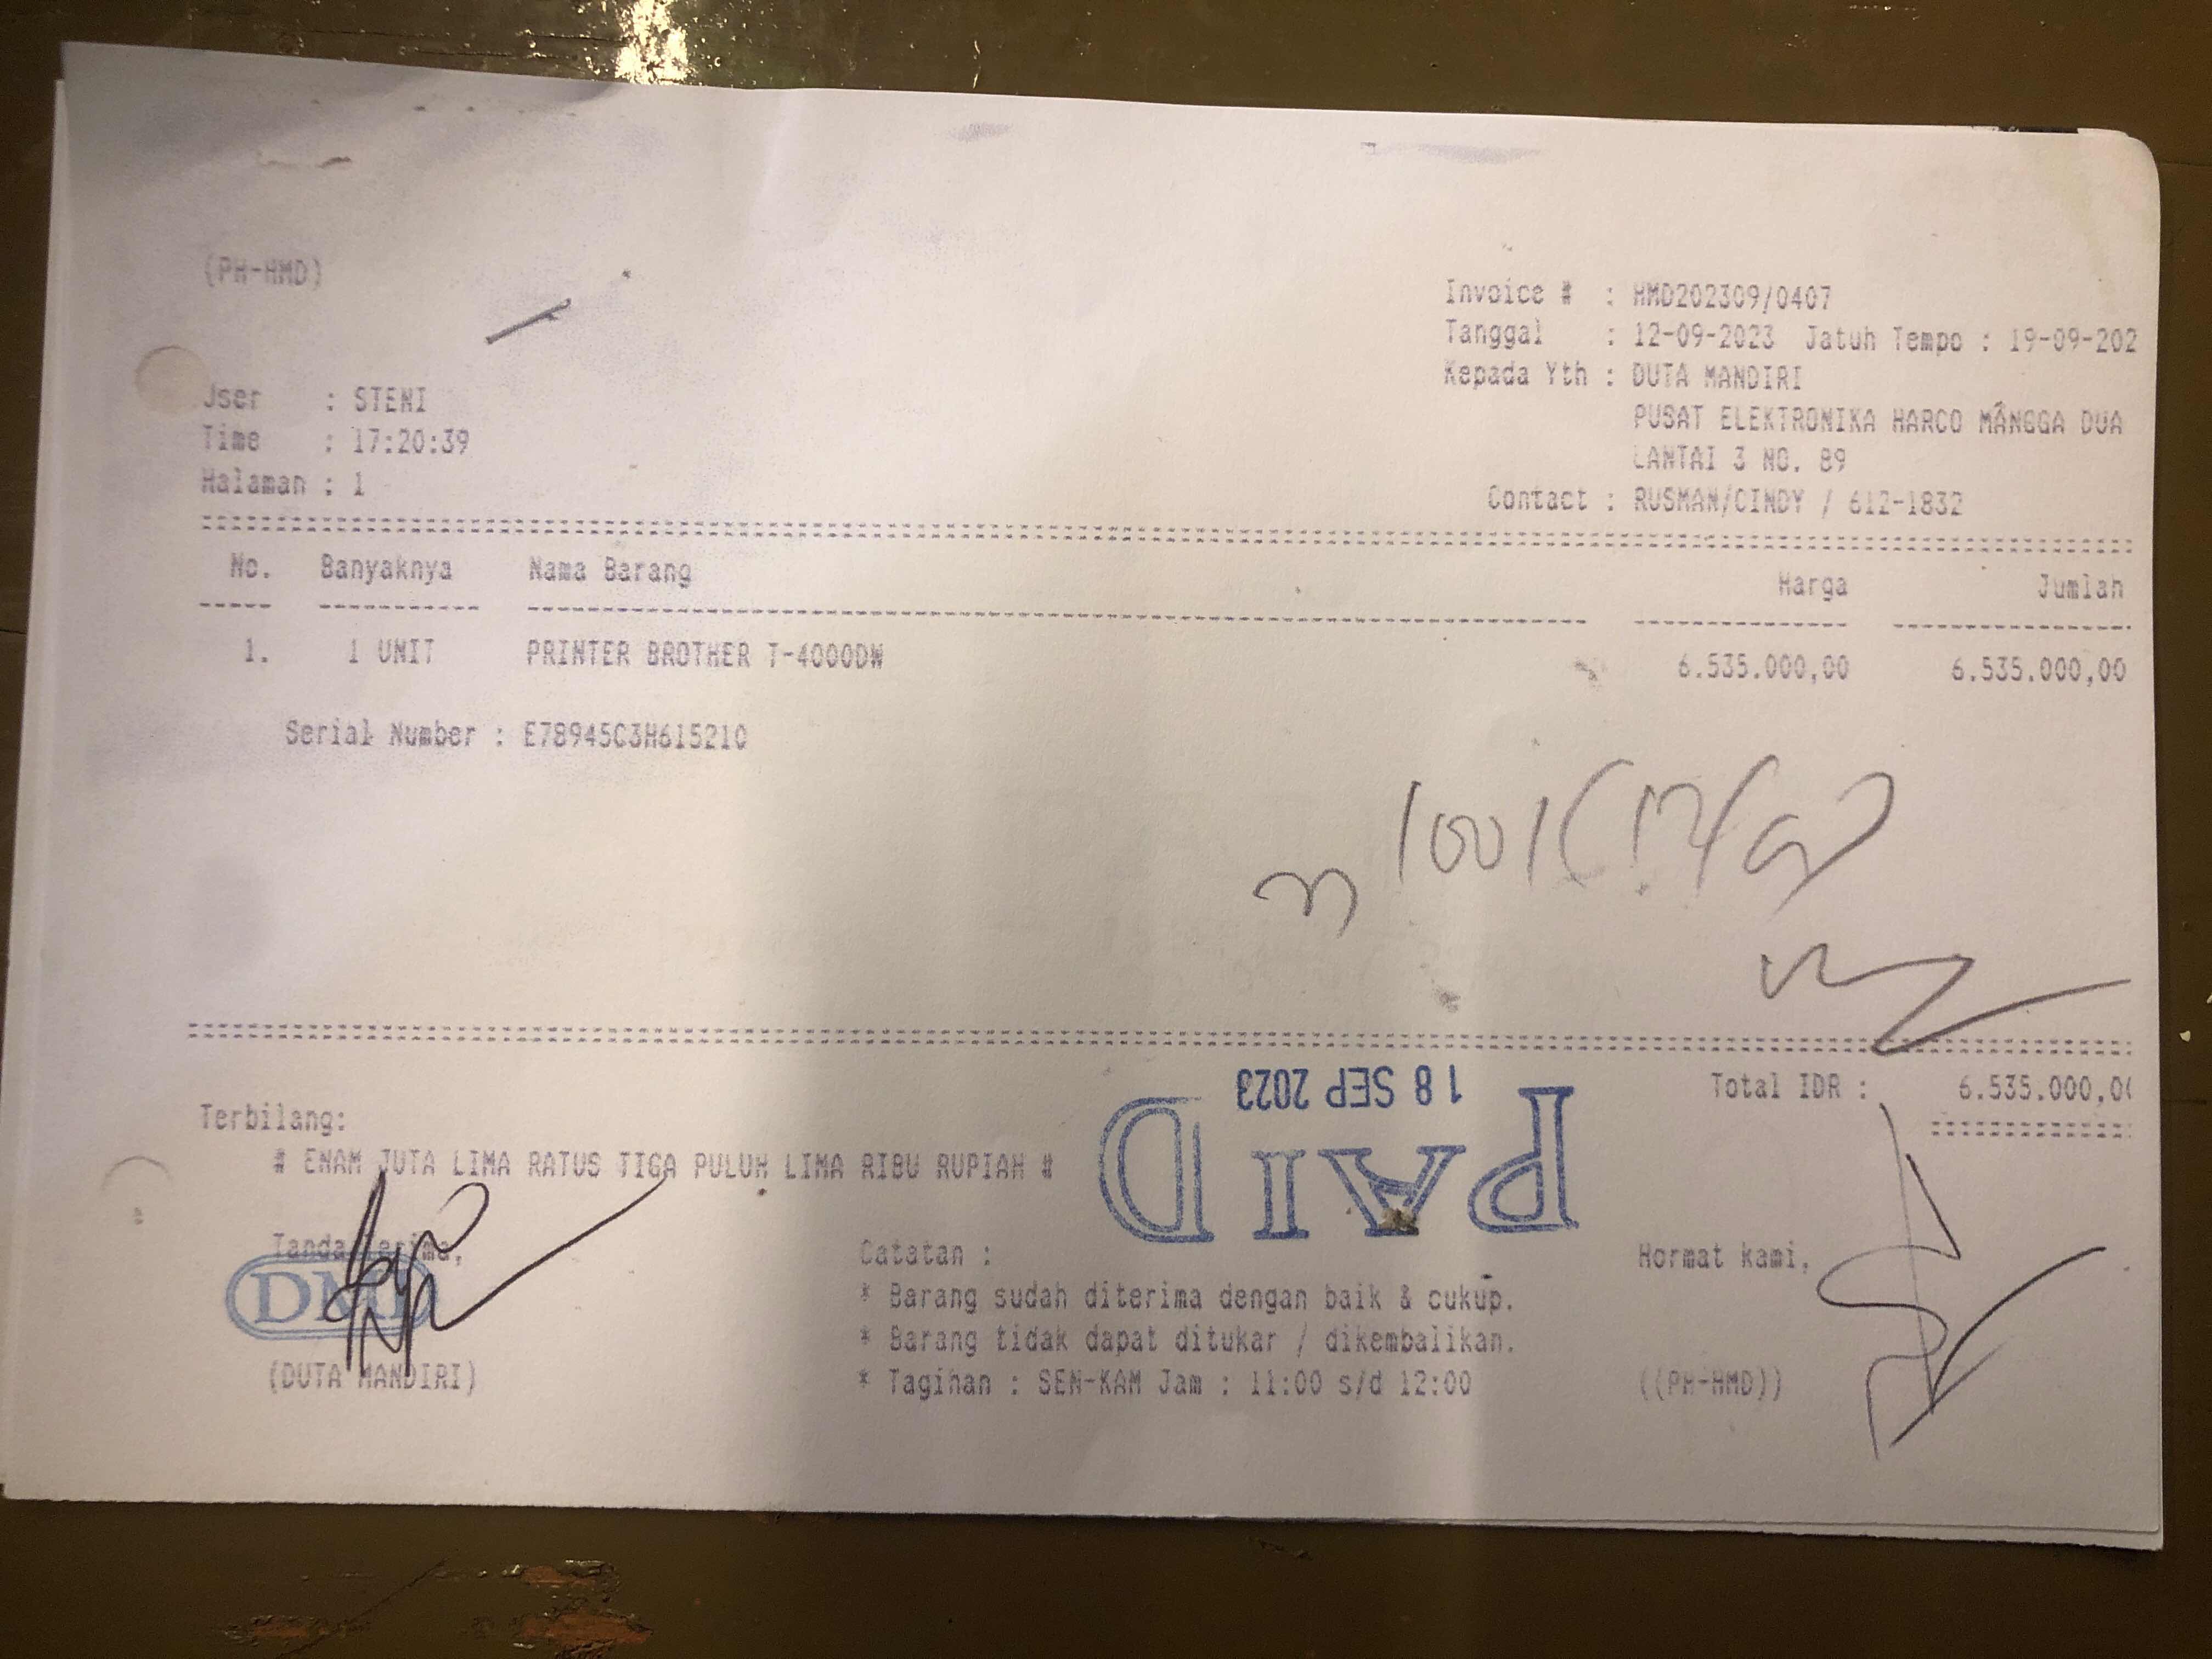 (PH-HMD)
Invoice # : HMD202309/0407
Tanggal : 12-09-2023 Jatuh Tempo : 19-09-202
Kepada Yth : DUTA MANDIRI
PUSAT ELEKTRONIKA HARCO MANGGA DUA
LANTAI 3 NO. 89
Contact : RUSMAN/CINDY / 612-1832
User : STENI
Time : 17:20:39
Halaman : 1
No. Banyaknya Nama Barang Harga Jumlah
1. 1 UNIT PRINTER BROTHER T-4000DW 6.535.000,00 6.535.000,00
Serial Number : E78945C3H615210
Total IDR : 6.535.000,0
Terbilang:
# ENAM JUTA LIMA RATUS TIGA PULUH LIMA RIBU RUPIAH #
PAID
18 SEP 2023
Tanda Terima,
DMI
(DUTA MANDIRI)
Catatan :
* Barang sudah diterima dengan baik & cukup.
* Barang tidak dapat ditukar / dikembalikan.
* Tagihan : SEN-KAM Jam : 11:00 s/d 12:00
Hormat kami,
((PH-HMD))